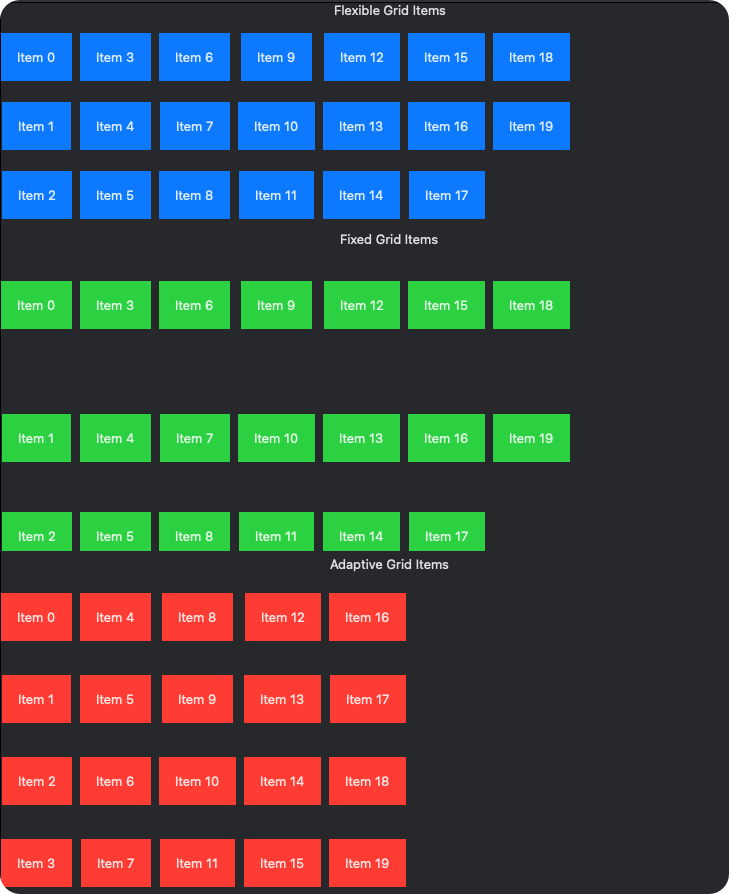 Flexible Grid Items
Item 0 Item 3 Item 6 Item 9 Item 12 Item 15 Item 18
Item 1 Item 4 Item 7 Item 10 Item 13 Item 16 Item 19
Item 2 Item 5 Item 8 Item 11 Item 14 Item 17
Fixed Grid Items
Item 0 Item 3 Item 6 Item 9 Item 12 Item 15 Item 18
Item 1 Item 4 Item 7 Item 10 Item 13 Item 16 Item 19
Item 2 Item 5 Item 8 Item 11 Item 14 Item 17
Adaptive Grid Items
Item 0 Item 4 Item 8 Item 12 Item 16
Item 1 Item 5 Item 9 Item 13 Item 17
Item 2 Item 6 Item 10 Item 14 Item 18
Item 3 Item 7 Item 11 Item 15 Item 19